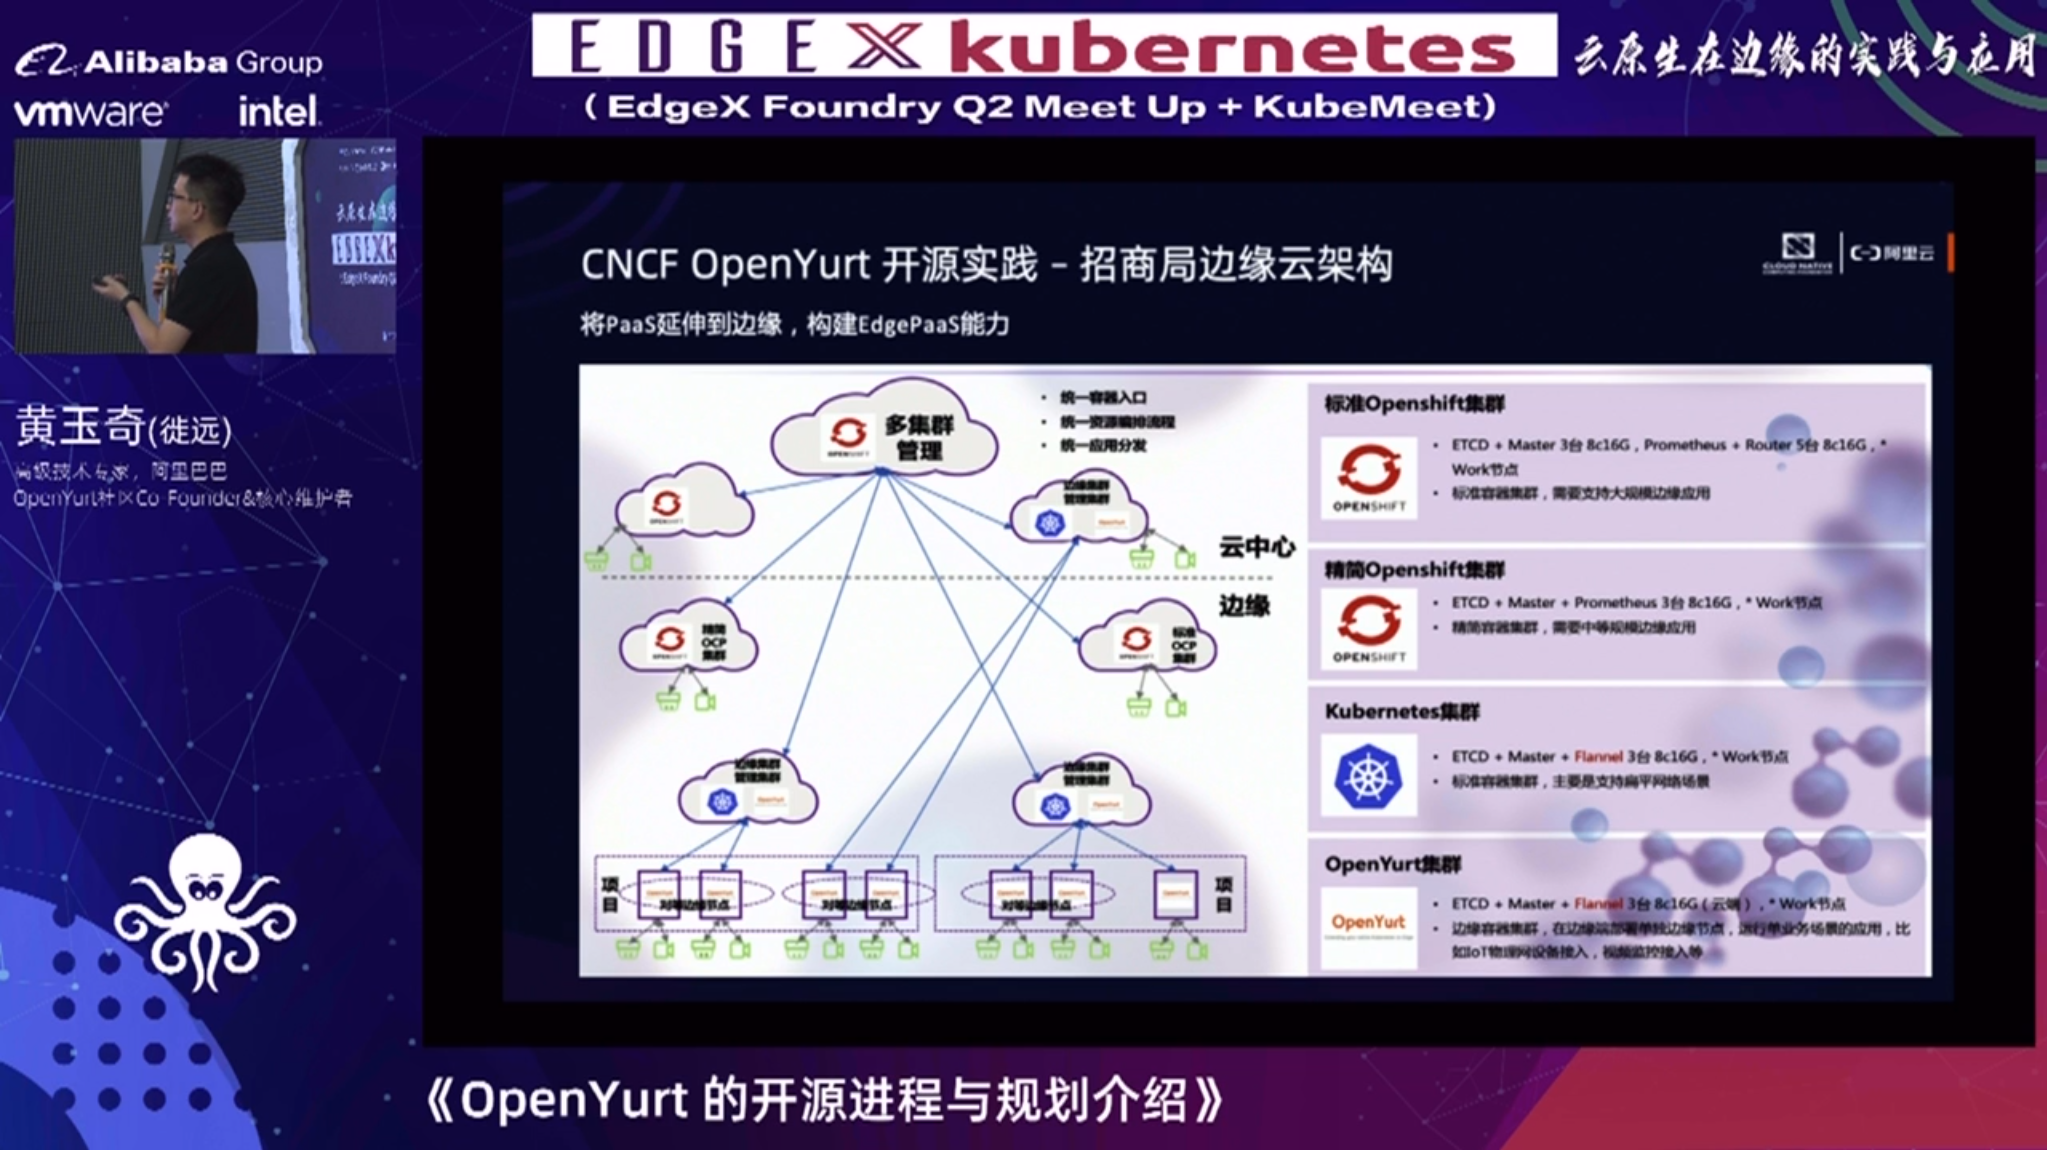 Alibaba Group
vmware intel
EDGE X kubernetes
云原生在边缘的实践与应用
( EdgeX Foundry Q2 Meet Up + KubeMeet)
黄玉奇(徙远)
高级技术专家，阿里巴巴
OpenYurt社区Co-Founder&核心维护者
CNCF OpenYurt 开源实践 – 招商局边缘云架构
CLOUD NATIVE
阿里云
将PaaS延伸到边缘，构建EdgePaaS能力
多集群
管理
OPENSHIFT
• 统一容器入口
• 统一资源编排流程
• 统一应用分发
OPENSHIFT
边缘集群
管理集群
OpenYurt
云中心
边缘
OPENSHIFT
精简
OCP
集群
OPENSHIFT
标准
OCP
集群
边缘集群
管理集群
OpenYurt
边缘集群
管理集群
OpenYurt
项目
OpenYurt OpenYurt
对等边缘节点
OpenYurt OpenYurt
对等边缘节点
OpenYurt OpenYurt
对等边缘节点
OpenYurt
项目
标准Openshift集群
OPENSHIFT
• ETCD + Master 3台 8c16G，Prometheus + Router 5台 8c16G，*
Work节点
• 标准容器集群，需要支持大规模边缘应用
精简Openshift集群
OPENSHIFT
• ETCD + Master + Prometheus 3台 8c16G，* Work节点
• 精简容器集群，需要中等规模边缘应用
Kubernetes集群
• ETCD + Master + Flannel 3台 8c16G，* Work节点
• 标准容器集群，主要是支持扁平网络场景
OpenYurt集群
OpenYurt
• ETCD + Master + Flannel 3台 8c16G（云端），* Work节点
• 边缘容器集群，在边缘端部署单独边缘节点，运行单业务场景的应用，比
如IoT物理网设备接入，视频监控接入等
《OpenYurt 的开源进程与规划介绍》